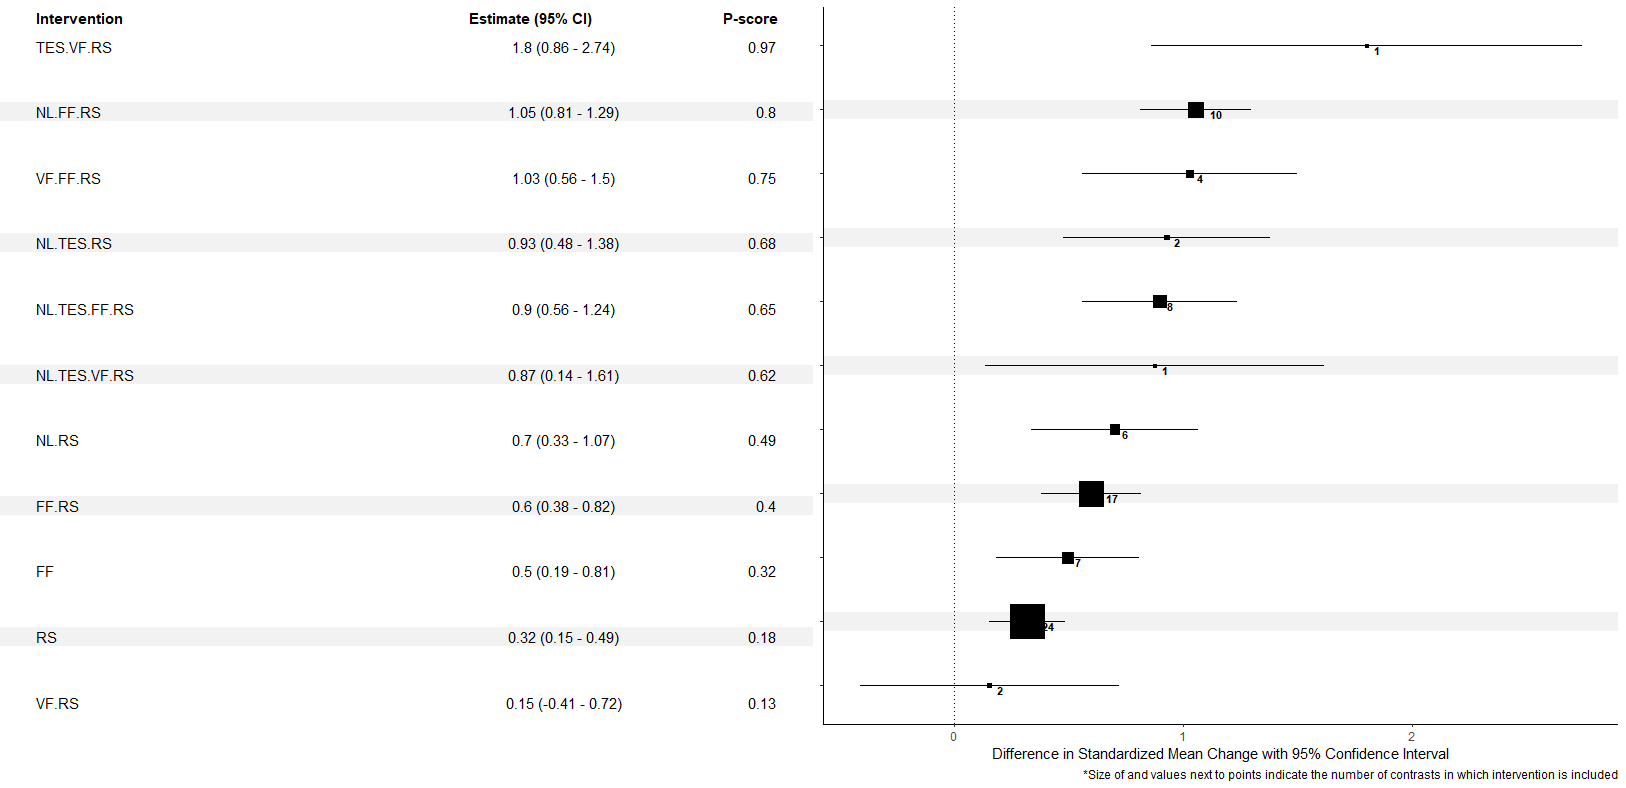 Intervention Estimate (95% CI) P-score
TES.VF.RS 1.8 (0.86 - 2.74) 0.97 1
NL.FF.RS 1.05 (0.81 - 1.29) 0.8 10
VF.FF.RS 1.03 (0.56 - 1.5) 0.75 4
NL.TES.RS 0.93 (0.48 - 1.38) 0.68 2
NL.TES.FF.RS 0.9 (0.56 - 1.24) 0.65 8
NL.TES.VF.RS 0.87 (0.14 - 1.61) 0.62 1
NL.RS 0.7 (0.33 - 1.07) 0.49 6
FF.RS 0.6 (0.38 - 0.82) 0.4 17
FF 0.5 (0.19 - 0.81) 0.32 7
RS 0.32 (0.15 - 0.49) 0.18 24
VF.RS 0.15 (-0.41 - 0.72) 0.13 2
0 1 2
Difference in Standardized Mean Change with 95% Confidence Interval
*Size of and values next to points indicate the number of contrasts in which intervention is included